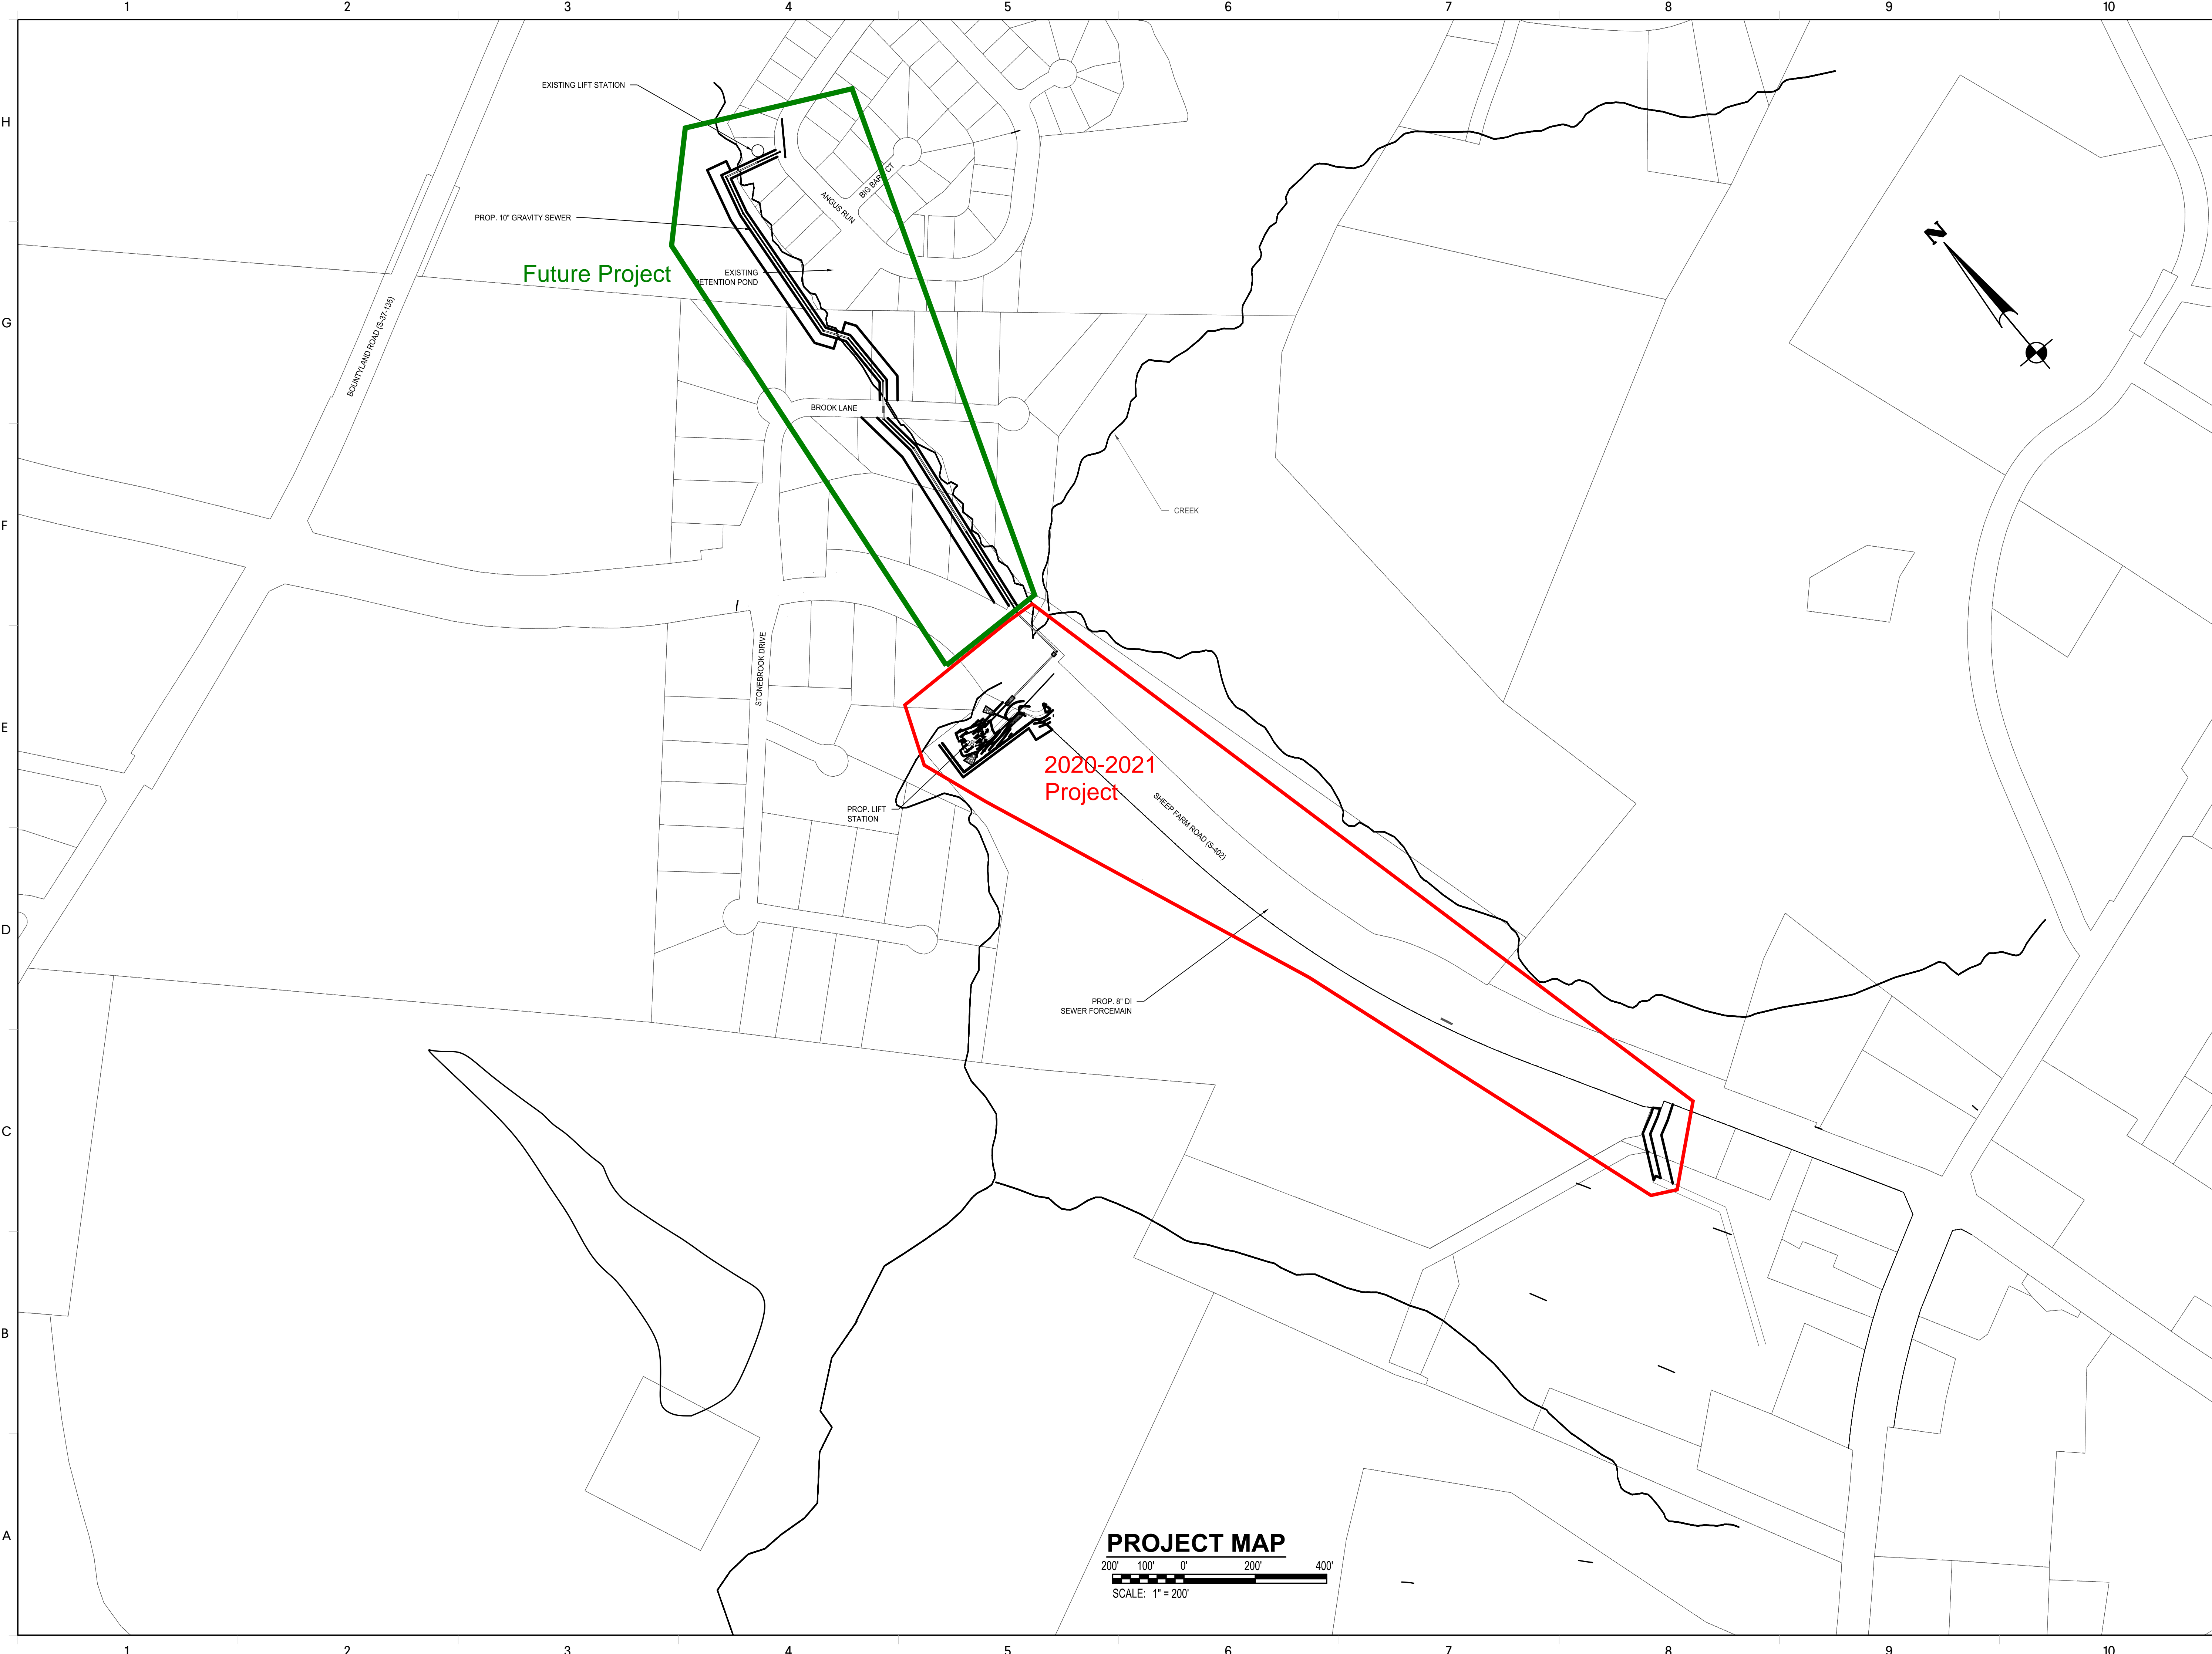 1 2 3 4 5 6 7 8 9 10
H
G
F
E
D
C
B
A
EXISTING LIFT STATION
PROP. 10" GRAVITY SEWER
ANGUS RUN
Future Project
EXISTING
BOUNTYLAND ROAD (S-37-135)
N
BROOK LANE
CREEK
STONEBROOK DRIVE
2020-2021
Project
PROP. LIFT
STATION
SHEEP FARM ROAD (S-402)
PROP. 8" DI
SEWER FORCEMAIN
PROJECT MAP
200' 100' 0' 200' 400'
SCALE: 1" = 200'
1 2 3 4 5 6 7 8 9 10